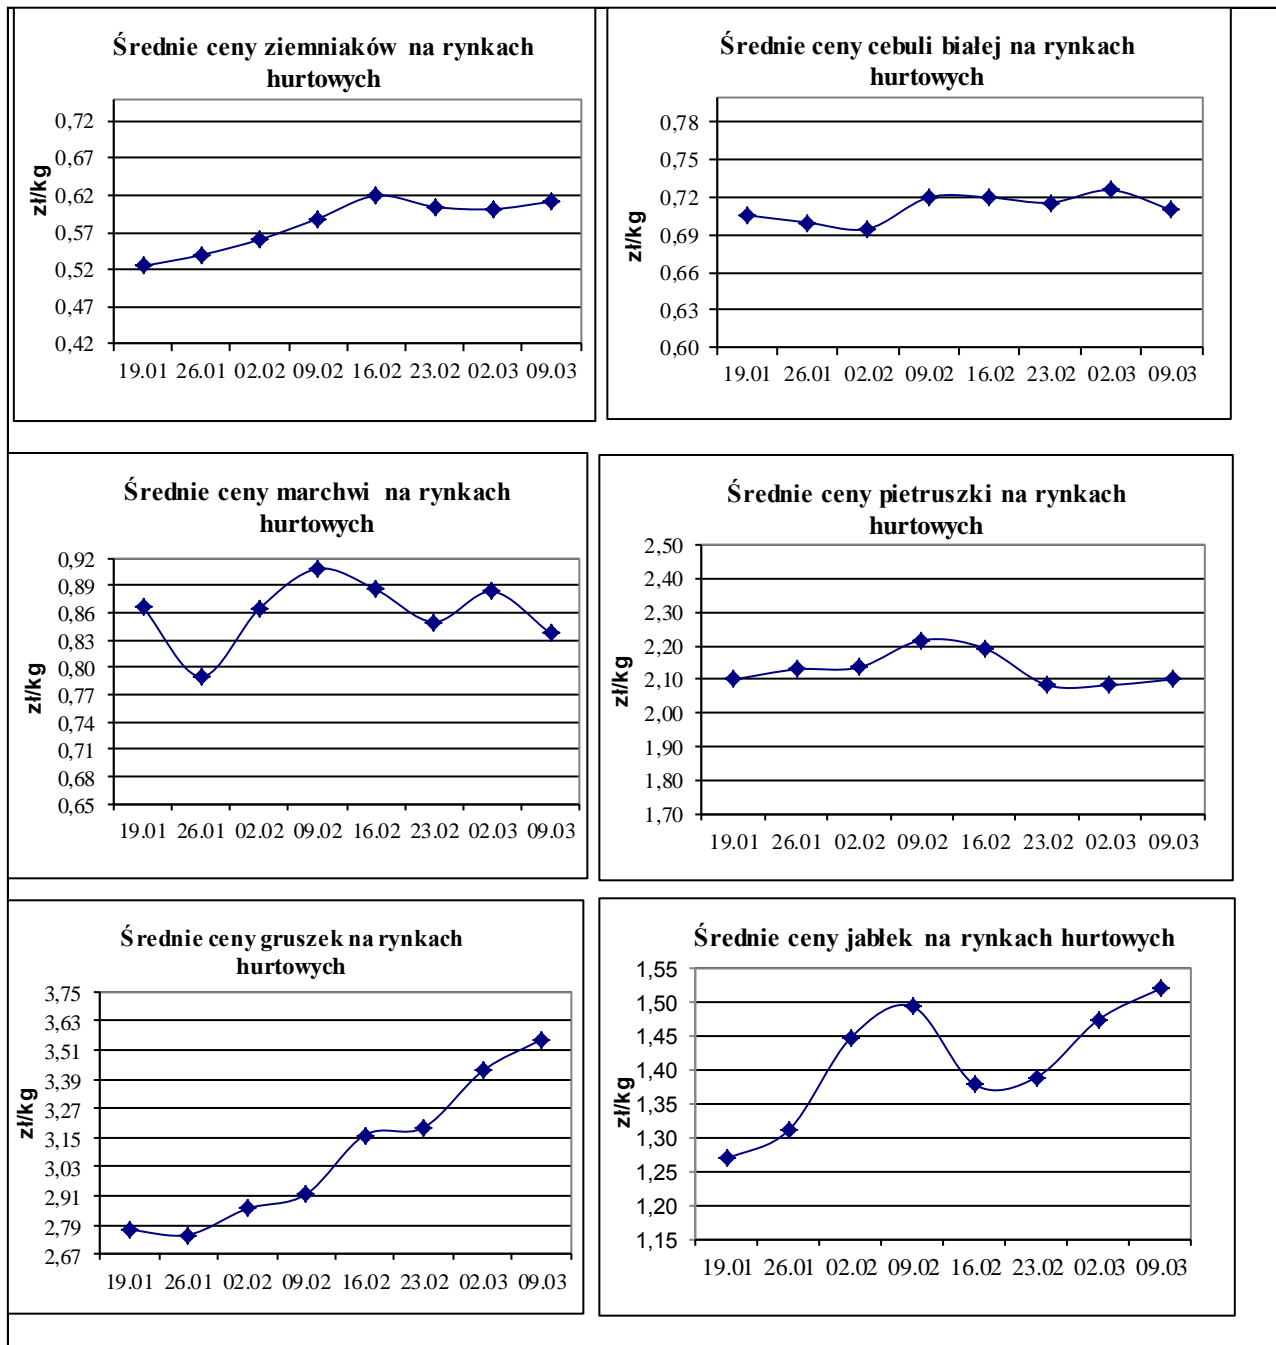 Średnie ceny ziemniaków na rynkach
hurtowych
zł/kg
0,72
0,67
0,62
0,57
0,52
0,47
0,42
19.01 26.01 02.02 09.02 16.02 23.02 02.03 09.03
Średnie ceny cebuli białej na rynkach
hurtowych
zł/kg
0,78
0,75
0,72
0,69
0,66
0,63
0,60
19.01 26.01 02.02 09.02 16.02 23.02 02.03 09.03
Średnie ceny marchwi na rynkach
hurtowych
zł/kg
0,92
0,89
0,86
0,83
0,80
0,77
0,74
0,71
0,68
0,65
19.01 26.01 02.02 09.02 16.02 23.02 02.03 09.03
Średnie ceny pietruszki na rynkach
hurtowych
zł/kg
2,50
2,40
2,30
2,20
2,10
2,00
1,90
1,80
1,70
19.01 26.01 02.02 09.02 16.02 23.02 02.03 09.03
Średnie ceny gruszek na rynkach
hurtowych
zł/kg
3,75
3,63
3,51
3,39
3,27
3,15
3,03
2,91
2,79
2,67
19.01 26.01 02.02 09.02 16.02 23.02 02.03 09.03
Średnie ceny jabłek na rynkach hurtowych
zł/kg
1,55
1,50
1,45
1,40
1,35
1,30
1,25
1,20
1,15
19.01 26.01 02.02 09.02 16.02 23.02 02.03 09.03